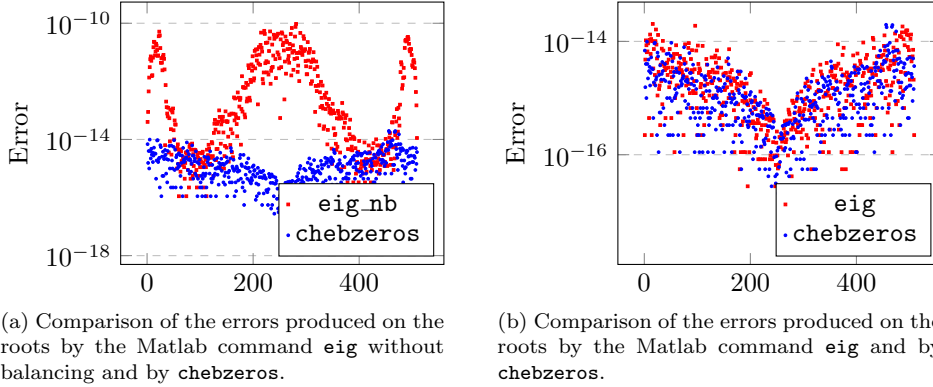 10^−10
10^−14
10^−18
Error
0
200
400
eig_nb
chebzeros
(a) Comparison of the errors produced on the
roots by the Matlab command eig without
balancing and by chebzeros.
10^−14
10^−16
Error
0
200
400
eig
chebzeros
(b) Comparison of the errors produced on the
roots by the Matlab command eig and by
chebzeros.